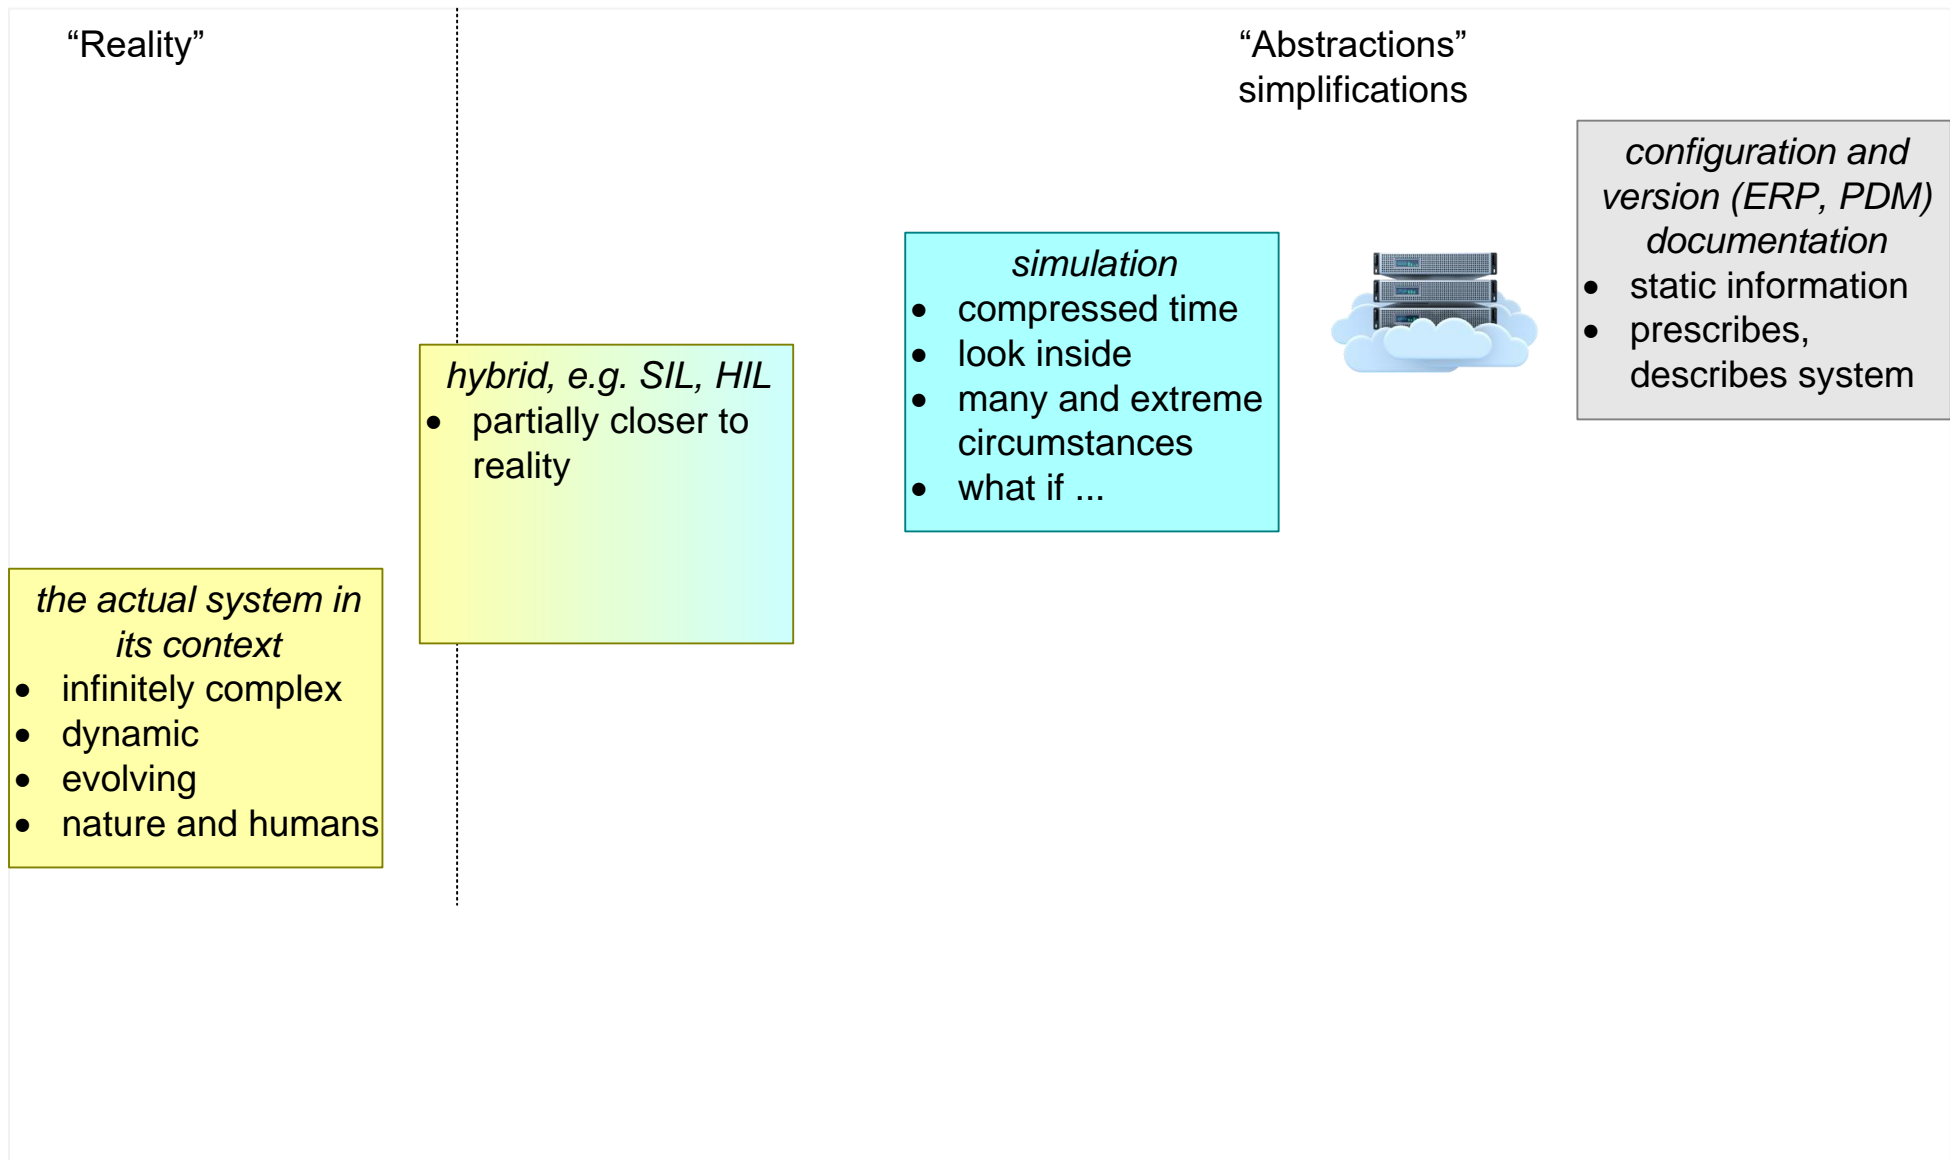 “Reality”
“Abstractions”
simplifications
configuration and
version (ERP, PDM)
documentation
• static information
• prescribes,
describes system
simulation
• compressed time
• look inside
• many and extreme
circumstances
• what if ...
hybrid, e.g. SIL, HIL
• partially closer to
reality
the actual system in
its context
• infinitely complex
• dynamic
• evolving
• nature and humans